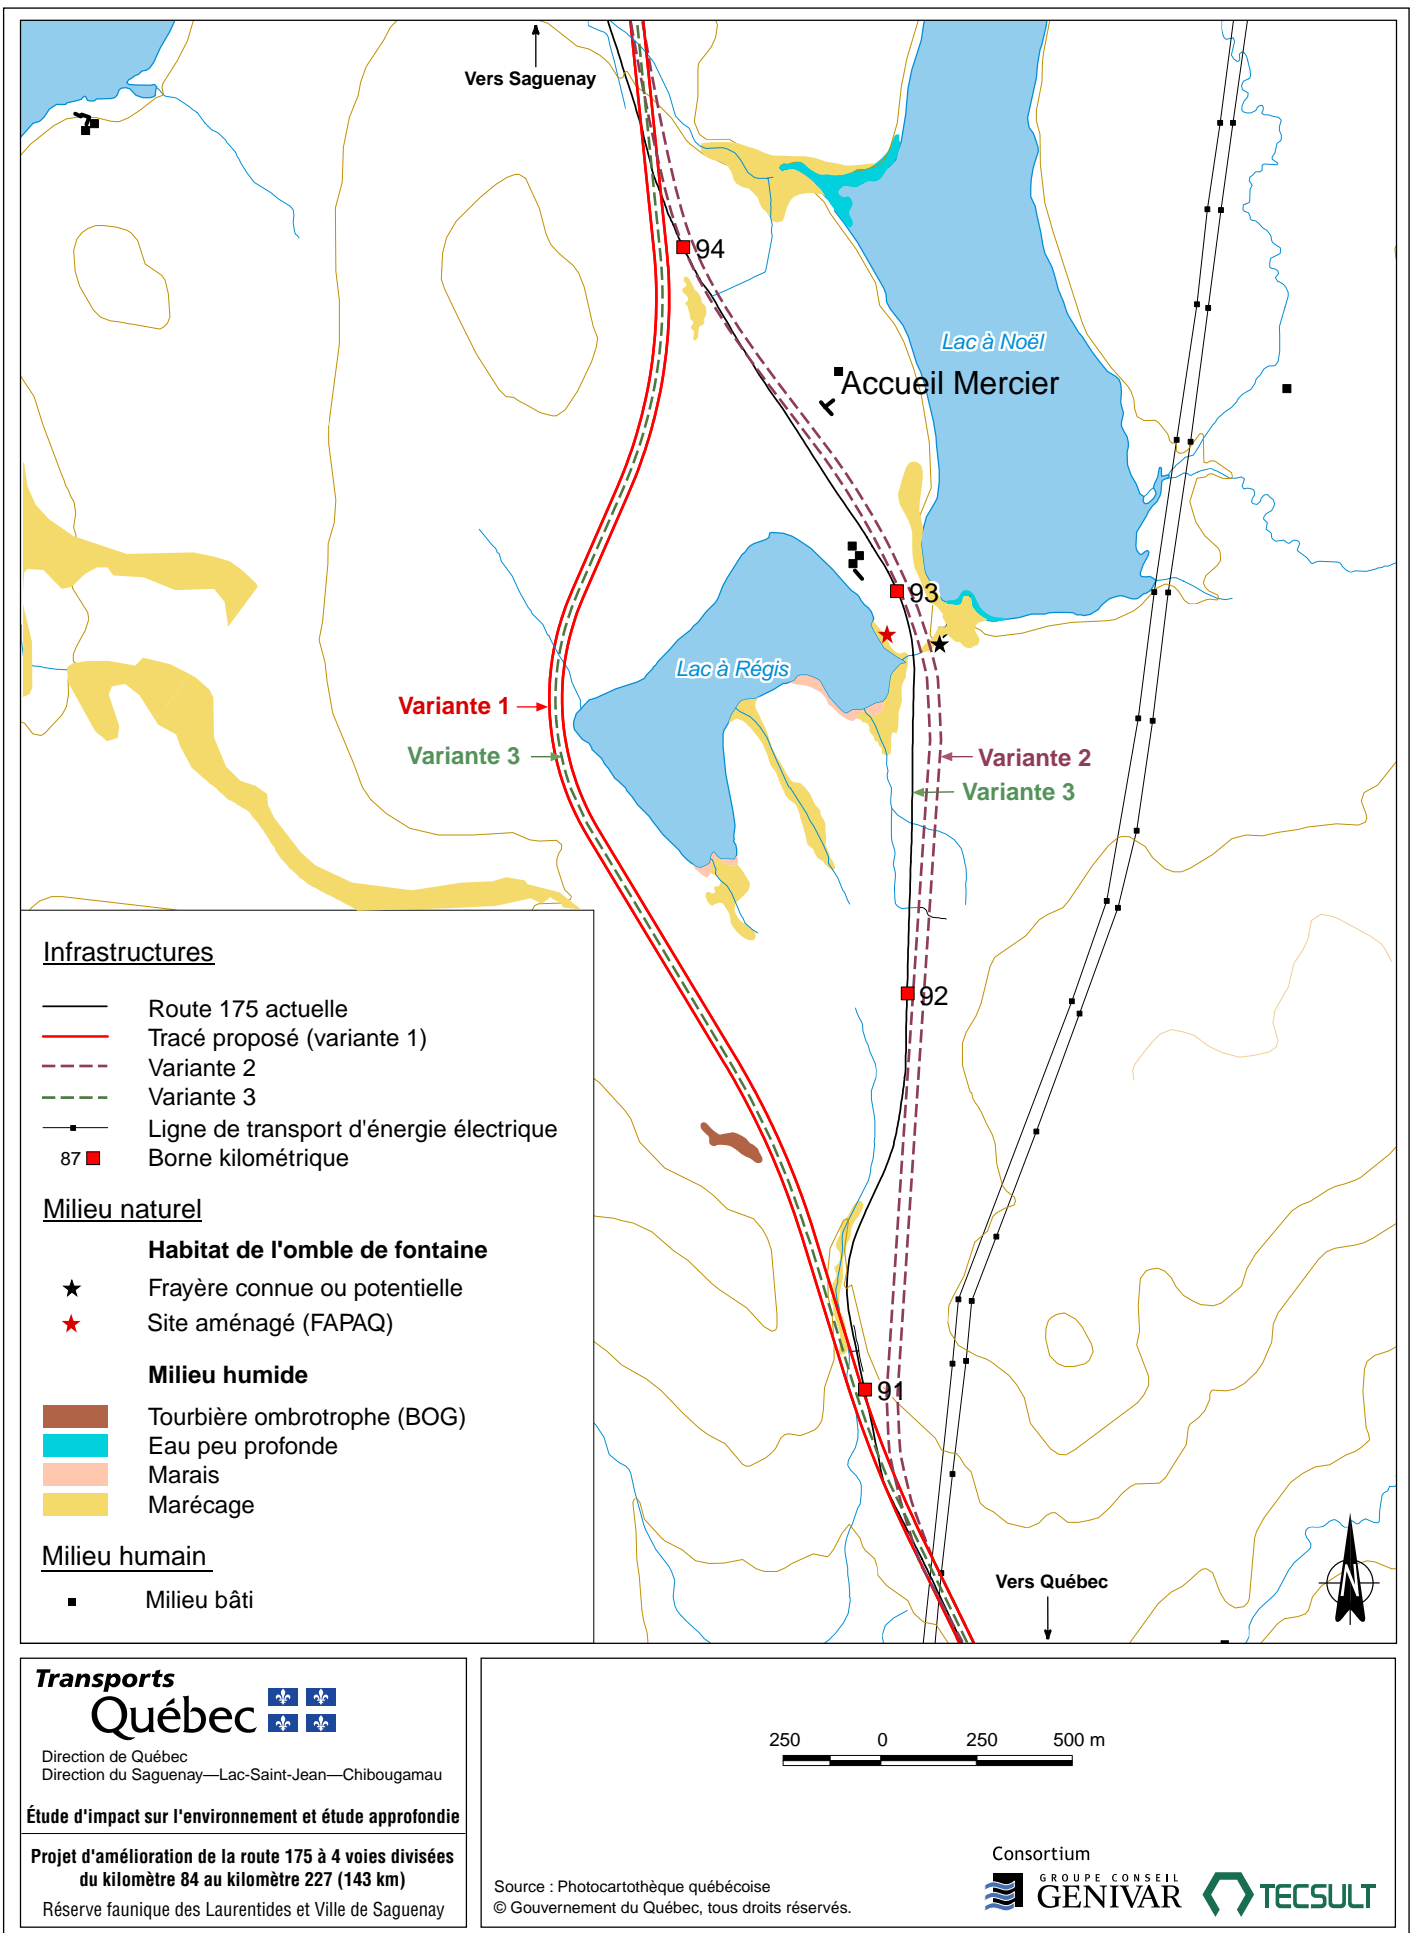 Vers Saguenay
94
Lac à Noël
Accueil Mercier
93
Lac à Régis
Variante 1
Variante 3
Variante 2
Variante 3
92
91
Vers Québec
N
Infrastructures
Route 175 actuelle
Tracé proposé (variante 1)
Variante 2
Variante 3
Ligne de transport d'énergie électrique
87 Borne kilométrique
Milieu naturel
Habitat de l'omble de fontaine
Frayère connue ou potentielle
Site aménagé (FAPAQ)
Milieu humide
Tourbière ombrotrophe (BOG)
Eau peu profonde
Marais
Marécage
Milieu humain
Milieu bâti
Transports
Québec
Direction de Québec
Direction du Saguenay—Lac-Saint-Jean—Chibougamau
Étude d'impact sur l'environnement et étude approfondie
Projet d'amélioration de la route 175 à 4 voies divisées
du kilomètre 84 au kilomètre 227 (143 km)
Réserve faunique des Laurentides et Ville de Saguenay
250 0 250 500 m
Source : Photocartothèque québécoise
© Gouvernement du Québec, tous droits réservés.
Consortium
GROUPE CONSEIL
GENIVAR
TECSULT